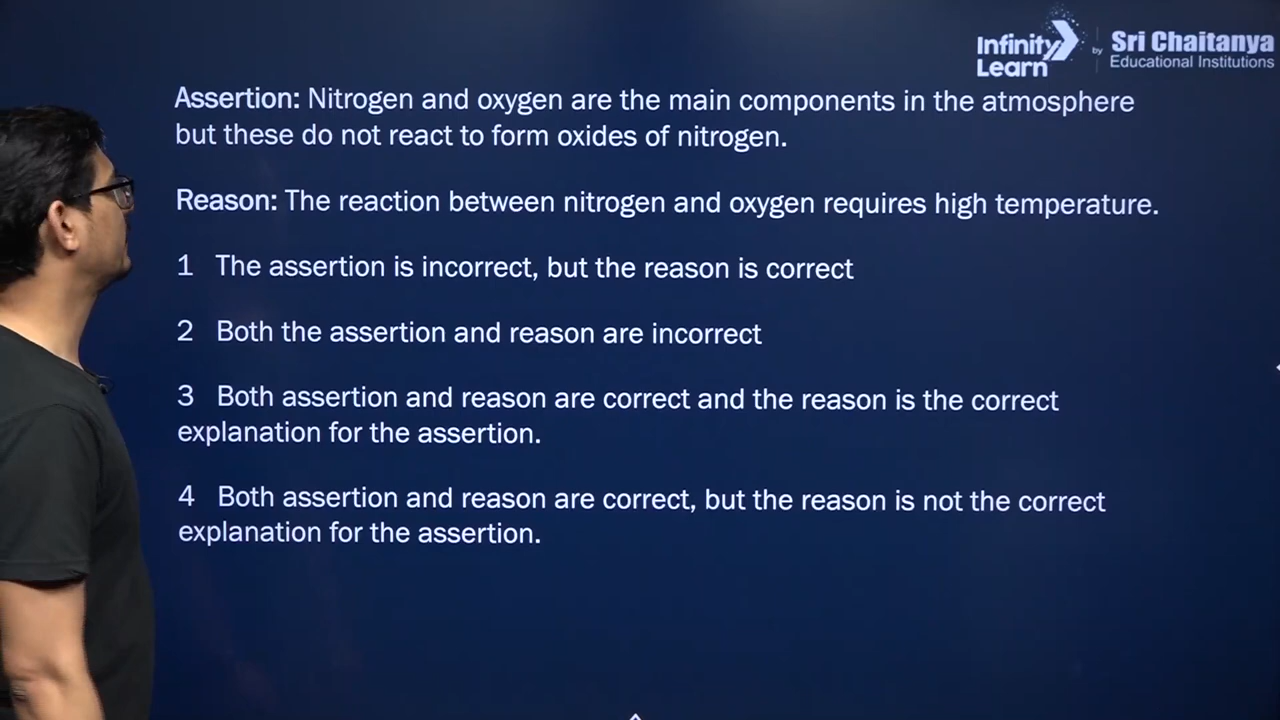 Infinity Learn by Sri Chaitanya Educational Institutions
Assertion: Nitrogen and oxygen are the main components in the atmosphere
but these do not react to form oxides of nitrogen.
Reason: The reaction between nitrogen and oxygen requires high temperature.
1 The assertion is incorrect, but the reason is correct
2 Both the assertion and reason are incorrect
3 Both assertion and reason are correct and the reason is the correct
explanation for the assertion.
4 Both assertion and reason are correct, but the reason is not the correct
explanation for the assertion.